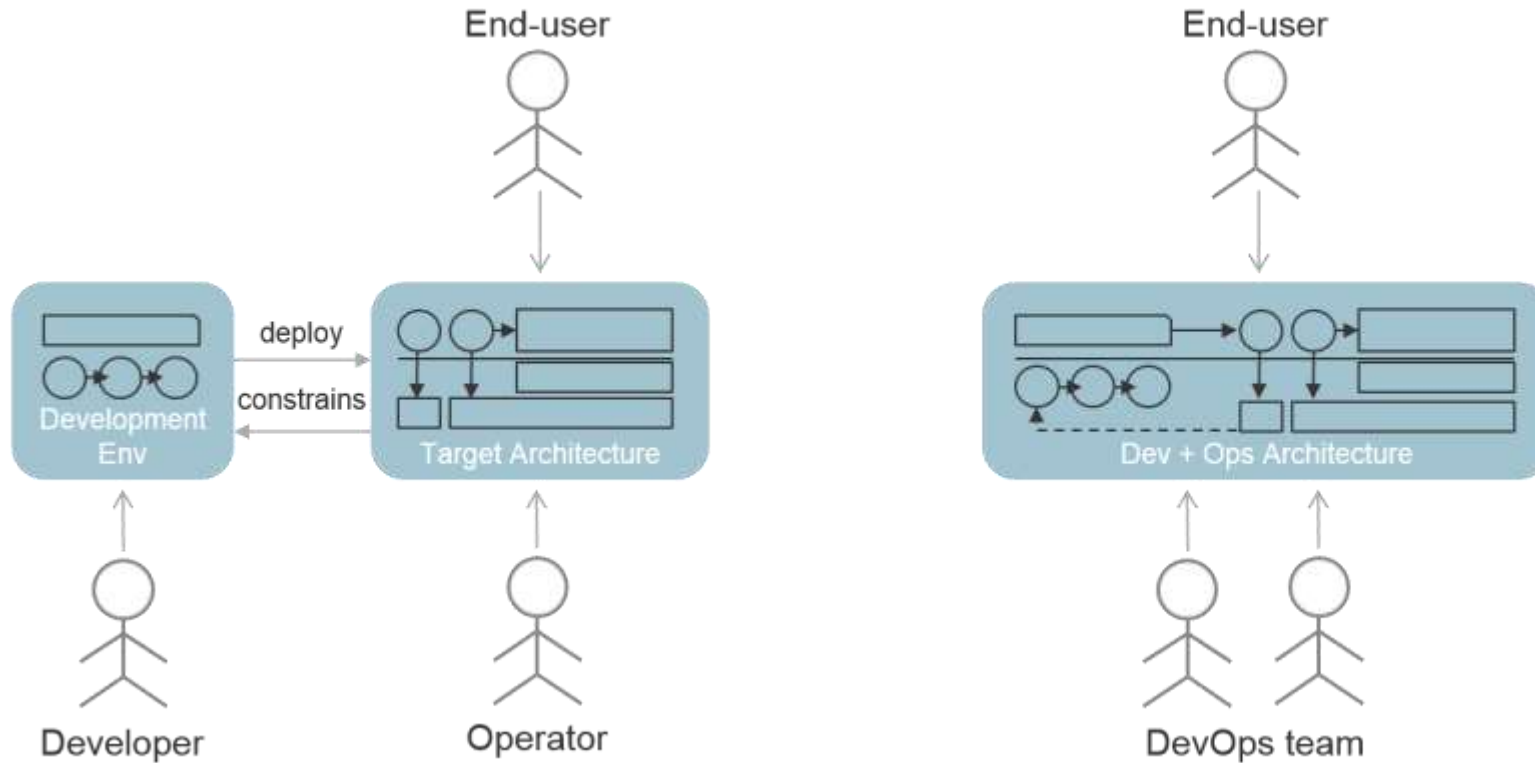 End-user
End-user
deploy
constrains
Development
Env
Target Architecture
Dev + Ops Architecture
Developer
Operator
DevOps team